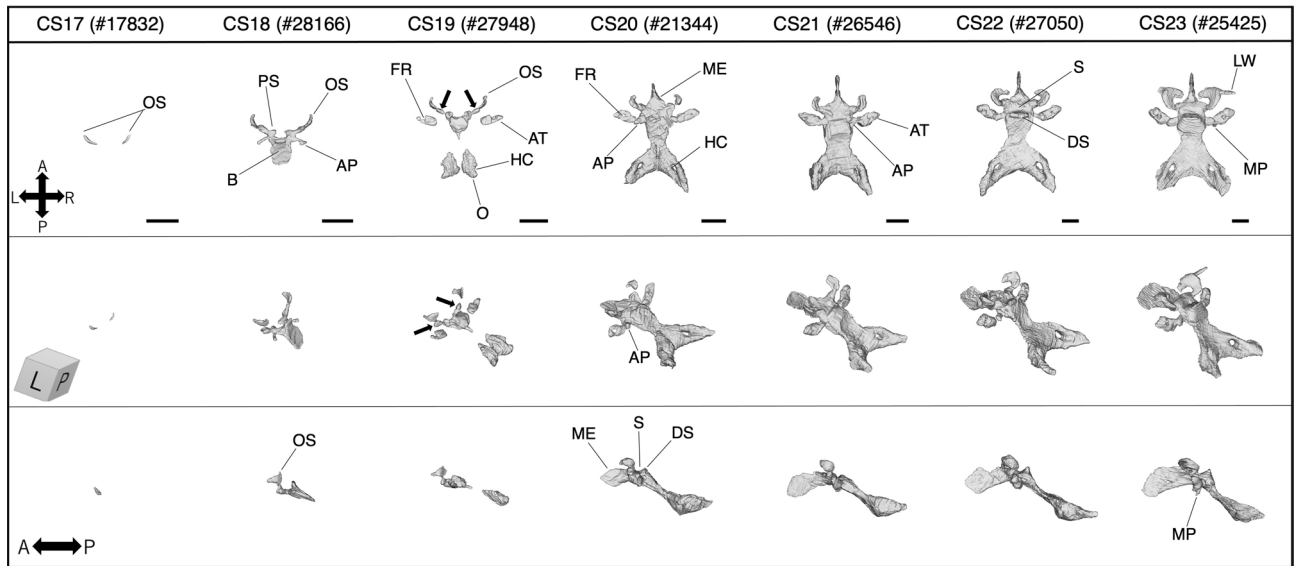 CS17 (#17832) CS18 (#28166) CS19 (#27948) CS20 (#21344) CS21 (#26546) CS22 (#27050) CS23 (#25425)
OS
PS OS
B AP
FR OS
AT
HC
O
FR ME
AP HC
AT
AP
S
DS
LW
MP
A
L R
P
AP
L P
OS
ME S DS
MP
A P